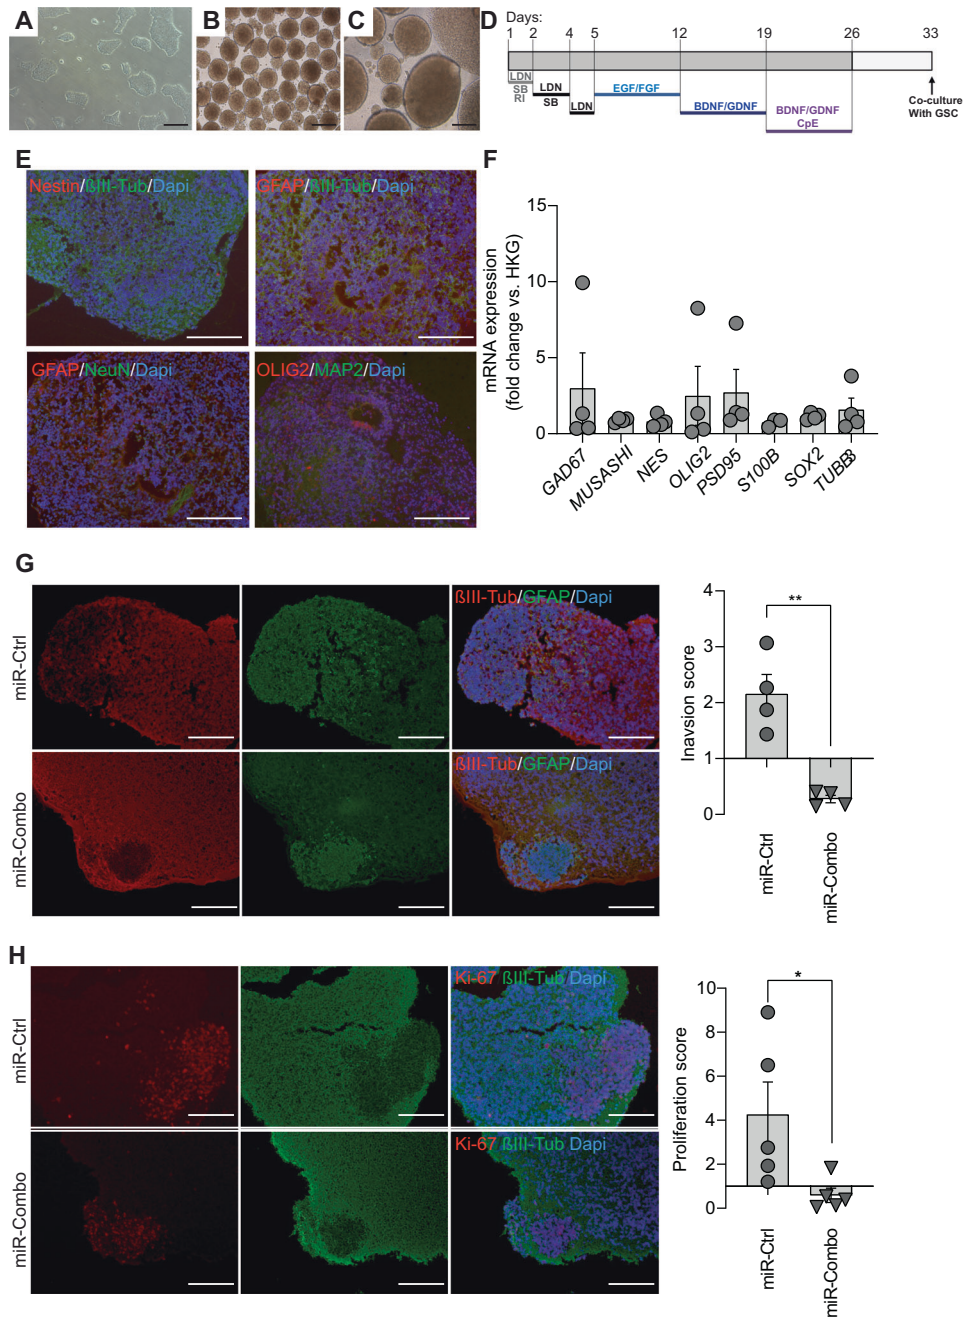 A
B
C
D
Days:
1 2 4 5 12 19 26 33
LDN
SB
RI
LDN
SB
LDN
EGF/FGF
BDNF/GDNF
BDNF/GDNF
CpE
Co-culture
With GSC
E
Nestin/ßIII-Tub/Dapi
GFAP/ßIII-Tub/Dapi
GFAP/NeuN/Dapi
OLIG2/MAP2/Dapi
F
mRNA expression
(fold change vs. HKG)
15
10
5
0
GAD67
MUSASHI
NES
OLIG2
PSD95
S100B
SOX2
TUBB3
G
miR-Ctrl
ßIII-Tub/GFAP/Dapi
miR-Combo
ßIII-Tub/GFAP/Dapi
Inavsion score
4
3
2
1
0
**
miR-Ctrl
miR-Combo
H
miR-Ctrl
Ki-67 ßIII-Tub Dapi
miR-Combo
Ki-67 ßIII-Tub Dapi
Proliferation score
10
8
6
4
2
0
*
miR-Ctrl
miR-Combo